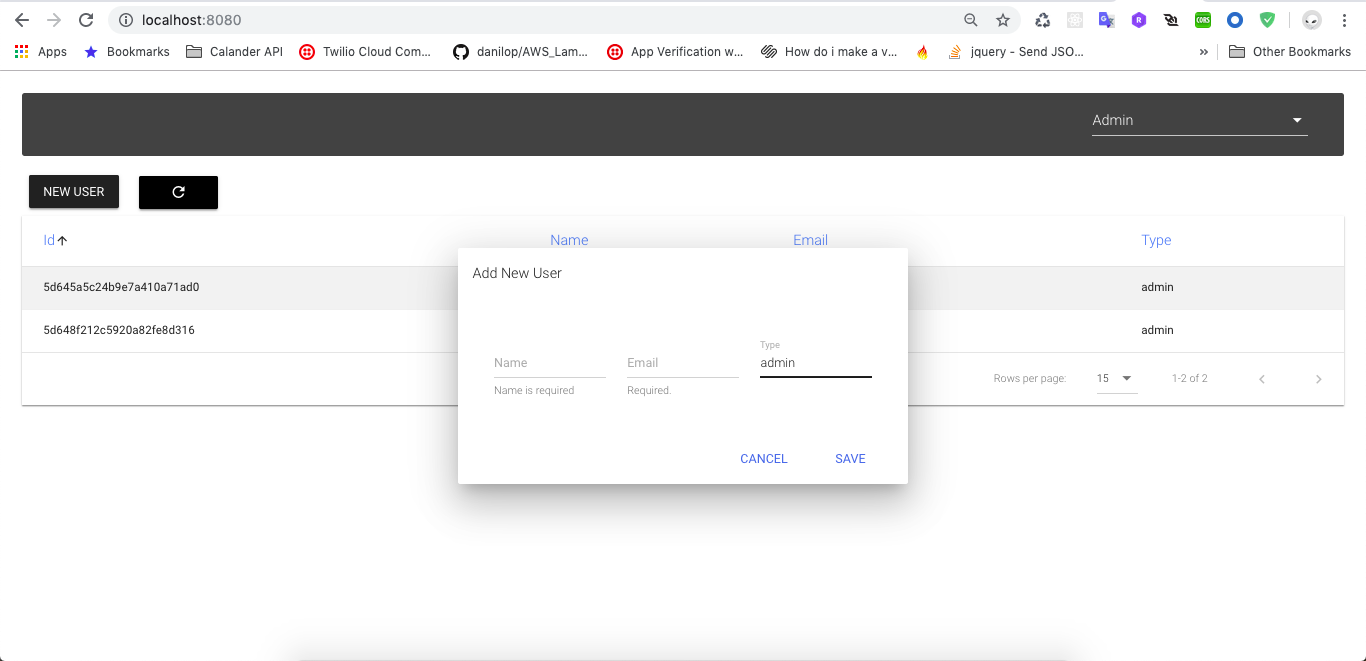 localhost:8080
Apps Bookmarks Calander API Twilio Cloud Com... danilop/AWS_Lam... App Verification w... How do i make a v... jquery - Send JSO... » Other Bookmarks
Admin
NEW USER
Id Name Email Type
5d645a5c24b9e7a410a71ad0 admin
5d648f212c5920a82fe8d316 admin
Rows per page: 15 1-2 of 2
Add New User
Type
Name Email admin
Name is required Required.
CANCEL SAVE